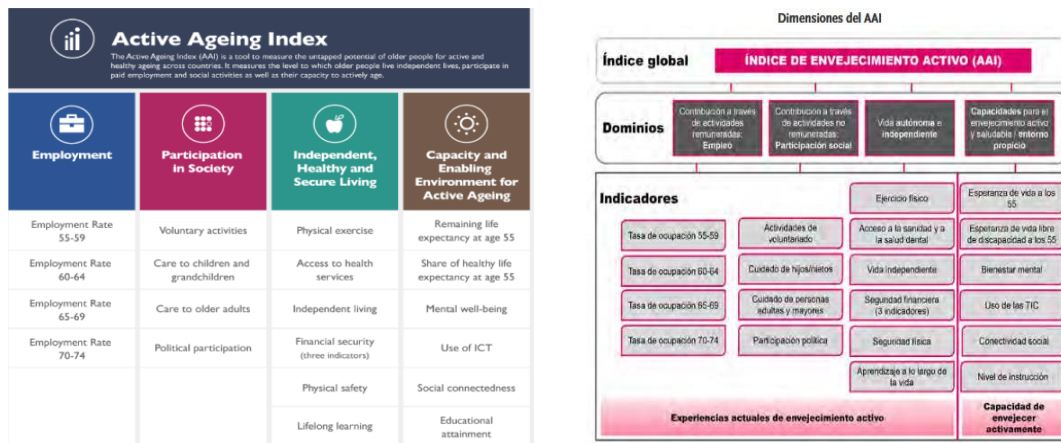 Active Ageing Index
The Active Ageing Index (AAI) is a tool to measure the untapped potential of older people for active and
healthy ageing across countries. It measures the level to which older people live independent lives, participate in
paid employment and social activities as well as their capacity to actively age.
Employment
Employment Rate
55-59
Employment Rate
60-64
Employment Rate
65-69
Employment Rate
70-74
Participation
in Society
Voluntary activities
Care to children and
grandchildren
Care to older adults
Political participation
Independent,
Healthy and
Secure Living
Physical exercise
Access to health
services
Independent living
Financial security
(three indicators)
Physical safety
Lifelong learning
Capacity and
Enabling
Environment for
Active Ageing
Remaining life
expectancy at age 55
Share of healthy life
expectancy at age 55
Mental well-being
Use of ICT
Social connectedness
Educational
attainment
Dimensiones del AAI
Índice global
ÍNDICE DE ENVEJECIMIENTO ACTIVO (AAI)
Dominios
Contribución a través
de actividades
remuneradas:
Empleo
Contribución a través
de actividades no
remuneradas:
Participación social
Vida autónoma e
independiente
Capacidades para el
envejecimiento activo
y saludable / entorno
propicio
Indicadores
Tasa de ocupación 55-59
Tasa de ocupación 60-64
Tasa de ocupación 65-69
Tasa de ocupación 70-74
Actividades de
voluntariado
Cuidado de hijos/nietos
Cuidado de personas
adultas y mayores
Participación política
Ejercicio físico
Acceso a la sanidad y a
la salud dental
Vida independiente
Seguridad financiera
(3 indicadores)
Seguridad física
Aprendizaje a lo largo de
la vida
Esperanza de vida a los
55
Esperanza de vida libre
de discapacidad a los 55
Bienestar mental
Uso de las TIC
Conectividad social
Nivel de instrucción
Experiencias actuales de envejecimiento activo
Capacidad de
envejecer
activamente